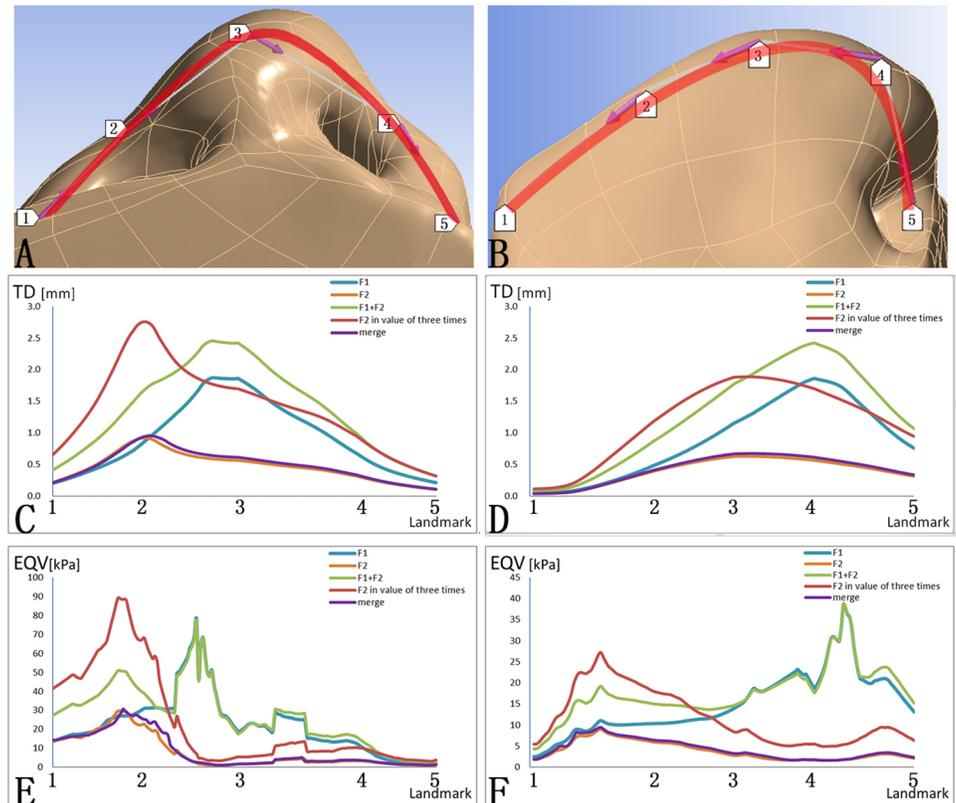 1
2
3
4
5
A
1
2
3
4
5
B
TD [mm]
F1
F2
F1+F2
F2 in value of three times
merge
3.0
2.5
2.0
1.5
1.0
0.5
0.0
1 2 3 4 5
Landmark
C
TD [mm]
F1
F2
F1+F2
F2 in value of three times
merge
3.0
2.5
2.0
1.5
1.0
0.5
0.0
1 2 3 4 5
Landmark
D
EQV[kPa]
F1
F2
F1+F2
F2 in value of three times
merge
100
90
80
70
60
50
40
30
20
10
0
1 2 3 4 5
Landmark
E
EQV[kPa]
F1
F2
F1+F2
F2 in value of three times
merge
45
40
35
30
25
20
15
10
5
0
1 2 3 4 5
Landmark
F